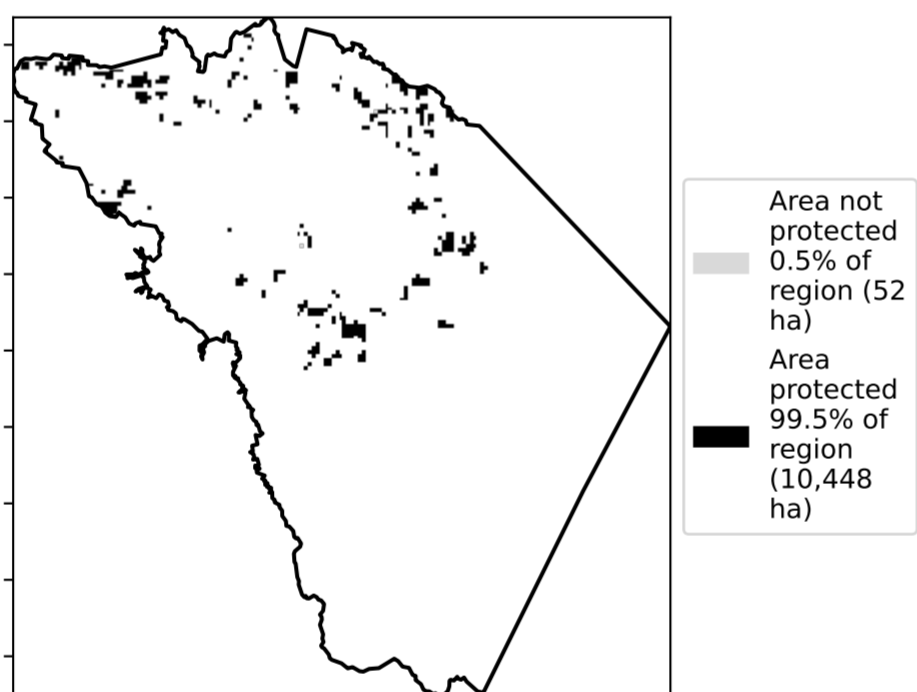 Area not
protected
0.5% of
region (52
ha)
Area
protected
99.5% of
region
(10,448
ha)